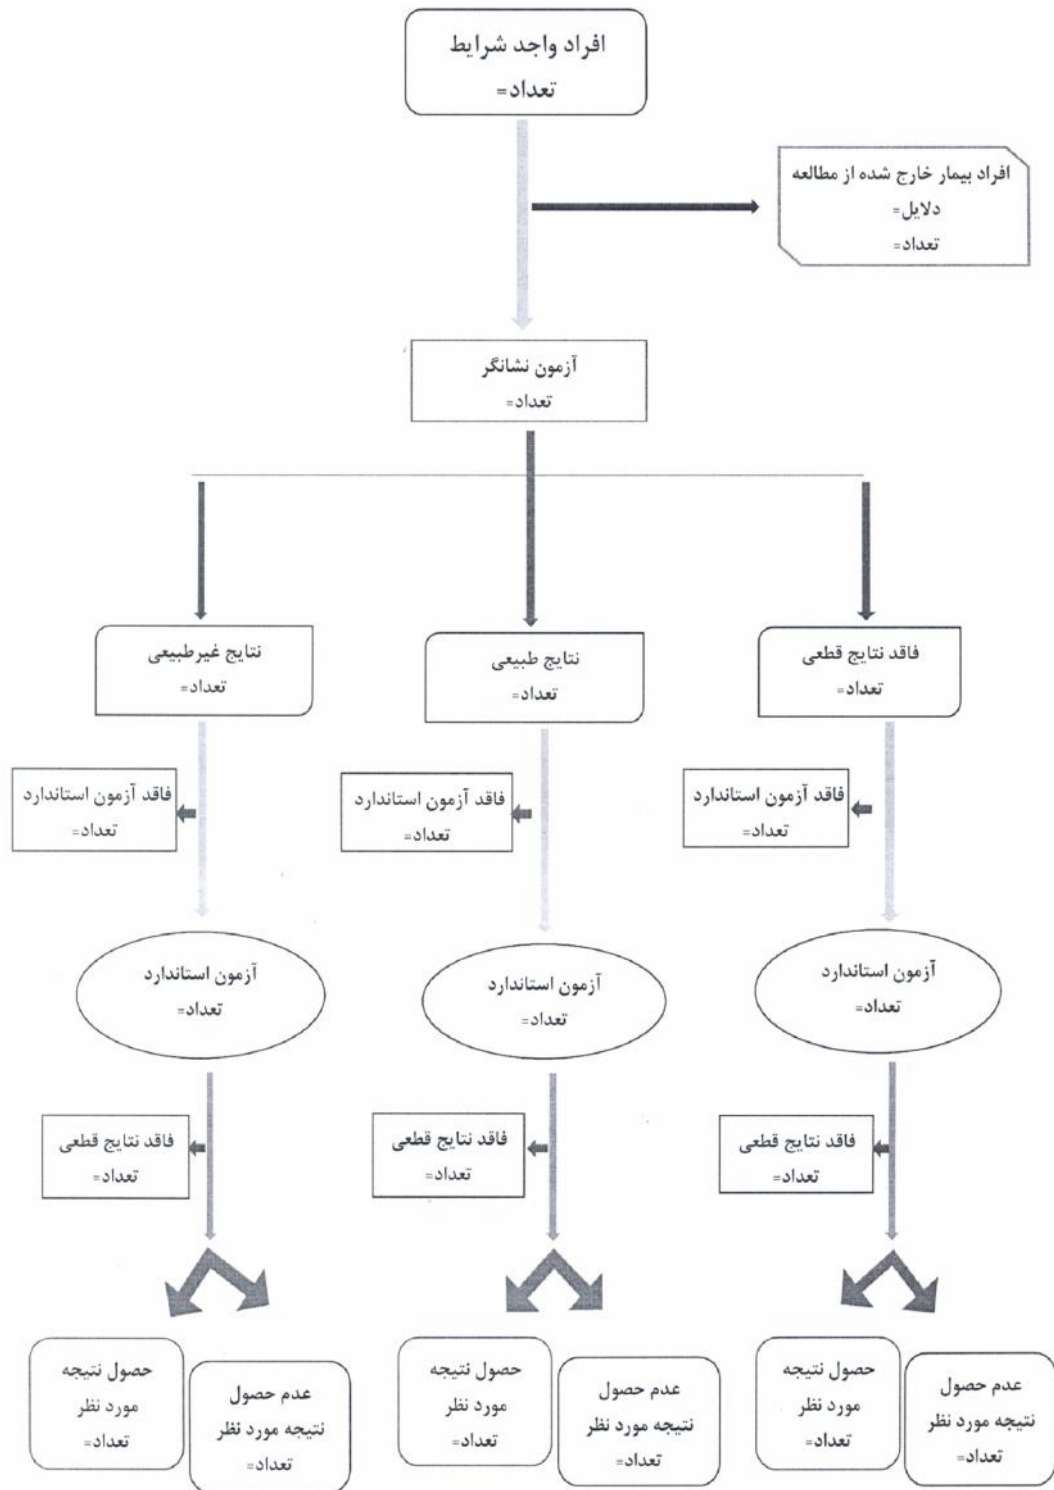 افراد واجد شرایط
تعداد=
افراد بیمار خارج شده از مطالعه
دلایل=
تعداد=
آزمون نشانگر
تعداد=
فاقد نتایج قطعی
تعداد=
نتایج طبیعی
تعداد=
نتایج غیرطبیعی
تعداد=
فاقد آزمون استاندارد
تعداد=
فاقد آزمون استاندارد
تعداد=
فاقد آزمون استاندارد
تعداد=
آزمون استاندارد
تعداد=
آزمون استاندارد
تعداد=
آزمون استاندارد
تعداد=
فاقد نتایج قطعی
تعداد=
فاقد نتایج قطعی
تعداد=
فاقد نتایج قطعی
تعداد=
عدم حصول
نتیجه مورد نظر
تعداد=
حصول نتیجه
مورد نظر
تعداد=
عدم حصول
نتیجه مورد نظر
تعداد=
حصول نتیجه
مورد نظر
تعداد=
عدم حصول
نتیجه مورد نظر
تعداد=
حصول نتیجه
مورد نظر
تعداد=